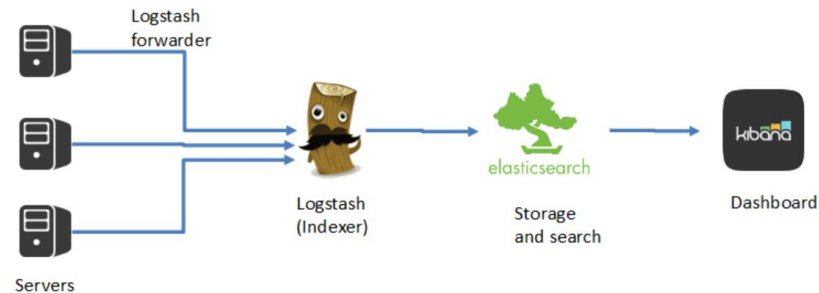 Logstash
forwarder
kibana
elasticsearch
Logstash
(Indexer)
Storage
and search
Dashboard
Servers